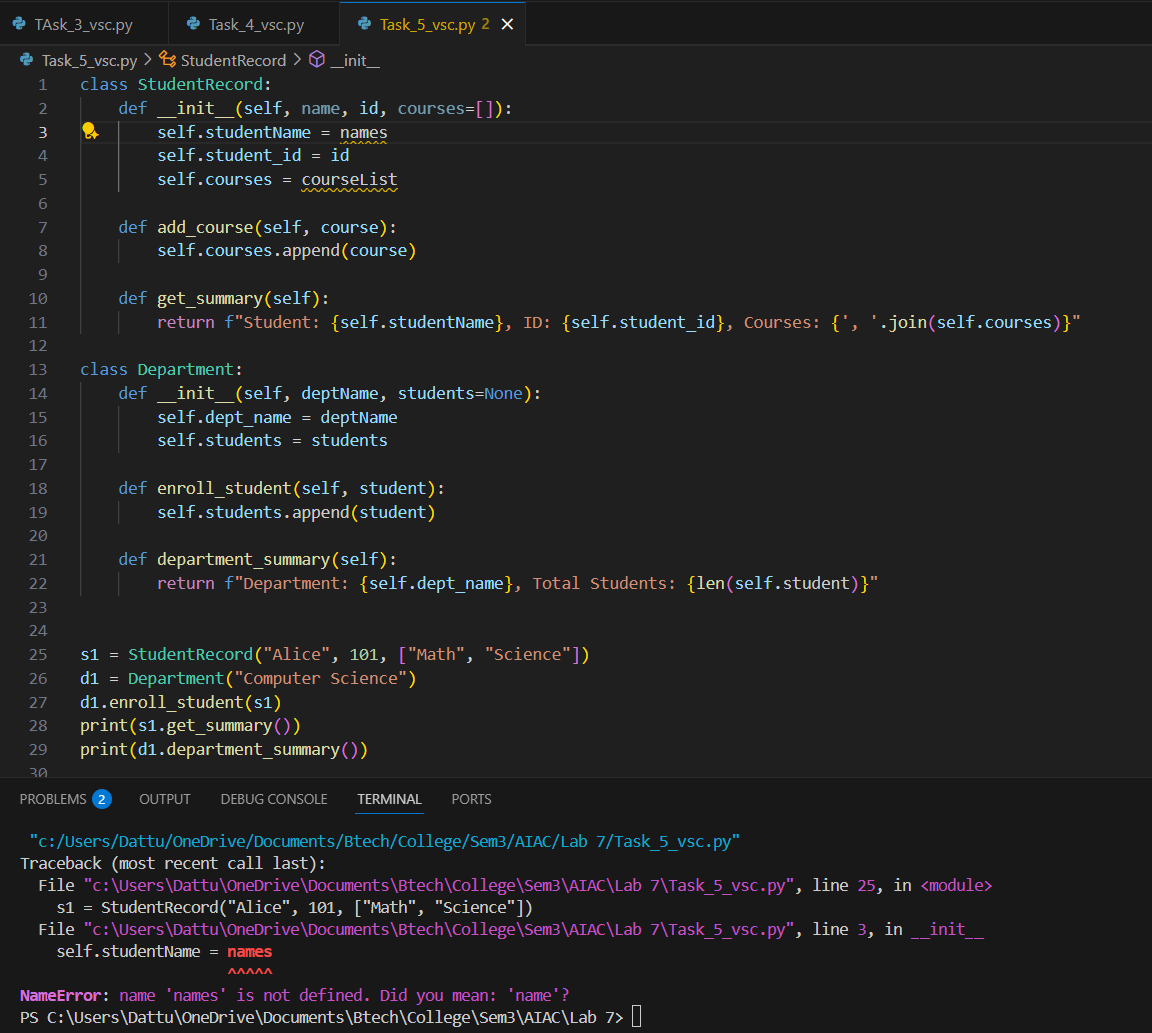 TAsk_3_vsc.py
Task_4_vsc.py
Task_5_vsc.py 2
Task_5_vsc.py > StudentRecord > __init__
1 class StudentRecord:
2     def __init__(self, name, id, courses=[]):
3         self.studentName = names
4         self.student_id = id
5         self.courses = courseList
6
7     def add_course(self, course):
8         self.courses.append(course)
9
10     def get_summary(self):
11         return f"Student: {self.studentName}, ID: {self.student_id}, Courses: {', '.join(self.courses)}"
12
13 class Department:
14     def __init__(self, deptName, students=None):
15         self.dept_name = deptName
16         self.students = students
17
18     def enroll_student(self, student):
19         self.students.append(student)
20
21     def department_summary(self):
22         return f"Department: {self.dept_name}, Total Students: {len(self.student)}"
23
24
25 s1 = StudentRecord("Alice", 101, ["Math", "Science"])
26 d1 = Department("Computer Science")
27 d1.enroll_student(s1)
28 print(s1.get_summary())
29 print(d1.department_summary())
30
PROBLEMS 2 OUTPUT DEBUG CONSOLE TERMINAL PORTS
"c:/Users/Dattu/OneDrive/Documents/Btech/College/Sem3/AIAC/Lab 7/Task_5_vsc.py"
Traceback (most recent call last):
  File "c:\Users\Dattu\OneDrive\Documents\Btech\College\Sem3\AIAC\Lab 7\Task_5_vsc.py", line 25, in <module>
    s1 = StudentRecord("Alice", 101, ["Math", "Science"])
  File "c:\Users\Dattu\OneDrive\Documents\Btech\College\Sem3\AIAC\Lab 7\Task_5_vsc.py", line 3, in __init__
    self.studentName = names
                       ^^^^^
NameError: name 'names' is not defined. Did you mean: 'name'?
PS C:\Users\Dattu\OneDrive\Documents\Btech\College\Sem3\AIAC\Lab 7>